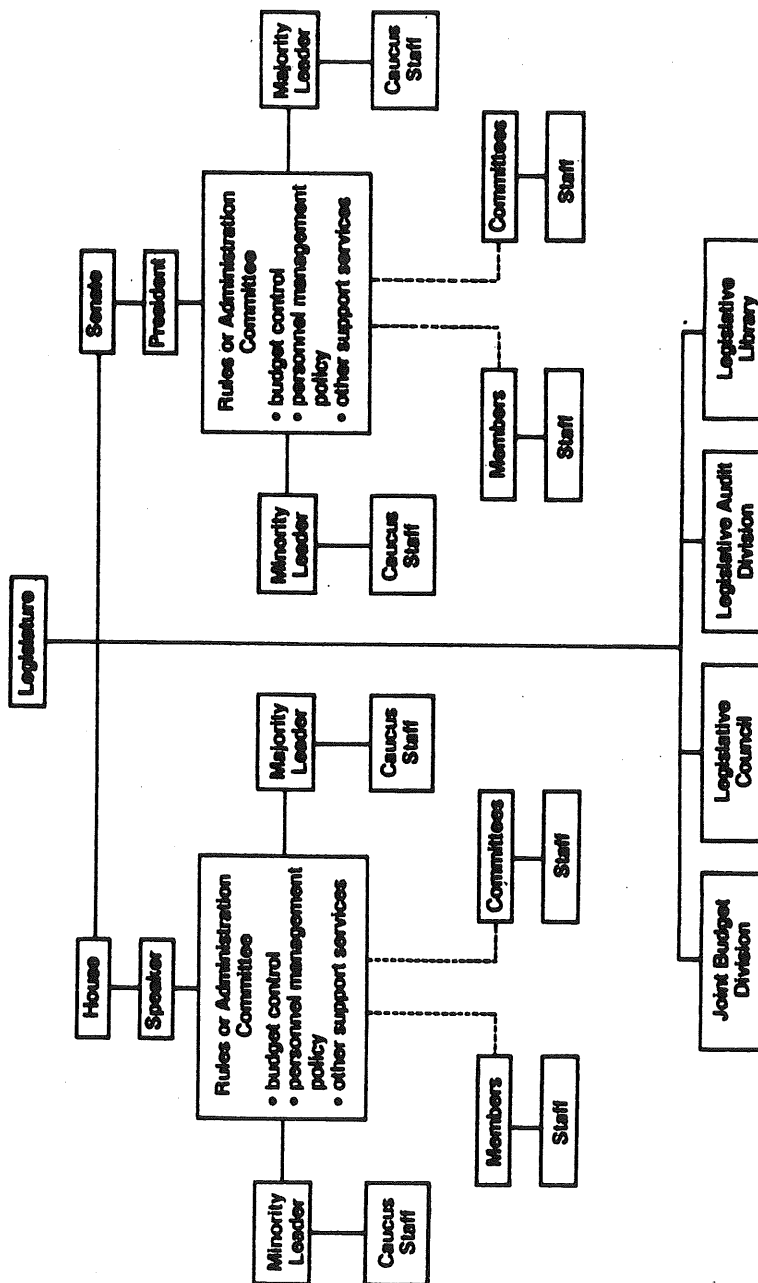 Legislature
House
Senate
Speaker
President
Rules or Administration
Committee
• budget control
• personnel management
policy
• other support services
Minority
Leader
Caucus
Staff
Majority
Leader
Caucus
Staff
Members
Staff
Committees
Staff
Rules or Administration
Committee
• budget control
• personnel management
policy
• other support services
Minority
Leader
Caucus
Staff
Majority
Leader
Caucus
Staff
Members
Staff
Committees
Staff
Joint Budget
Division
Legislative
Council
Legislative Audit
Division
Legislative
Library